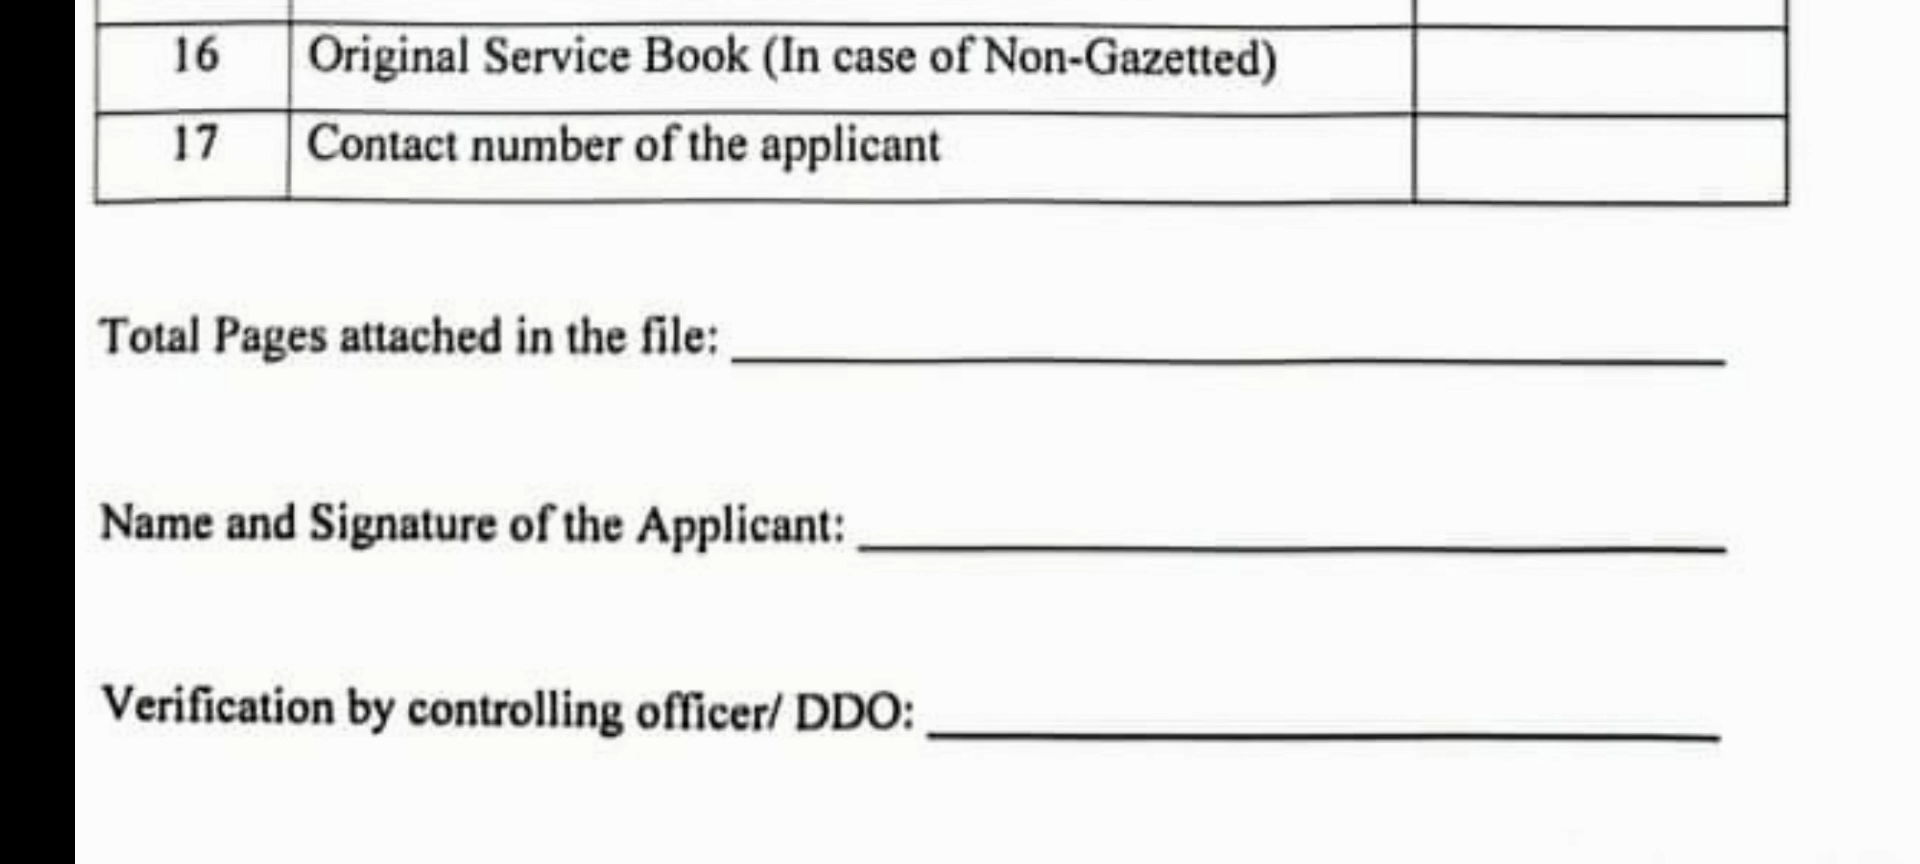 16 Original Service Book (In case of Non-Gazetted)
17 Contact number of the applicant
Total Pages attached in the file:
Name and Signature of the Applicant:
Verification by controlling officer/ DDO: